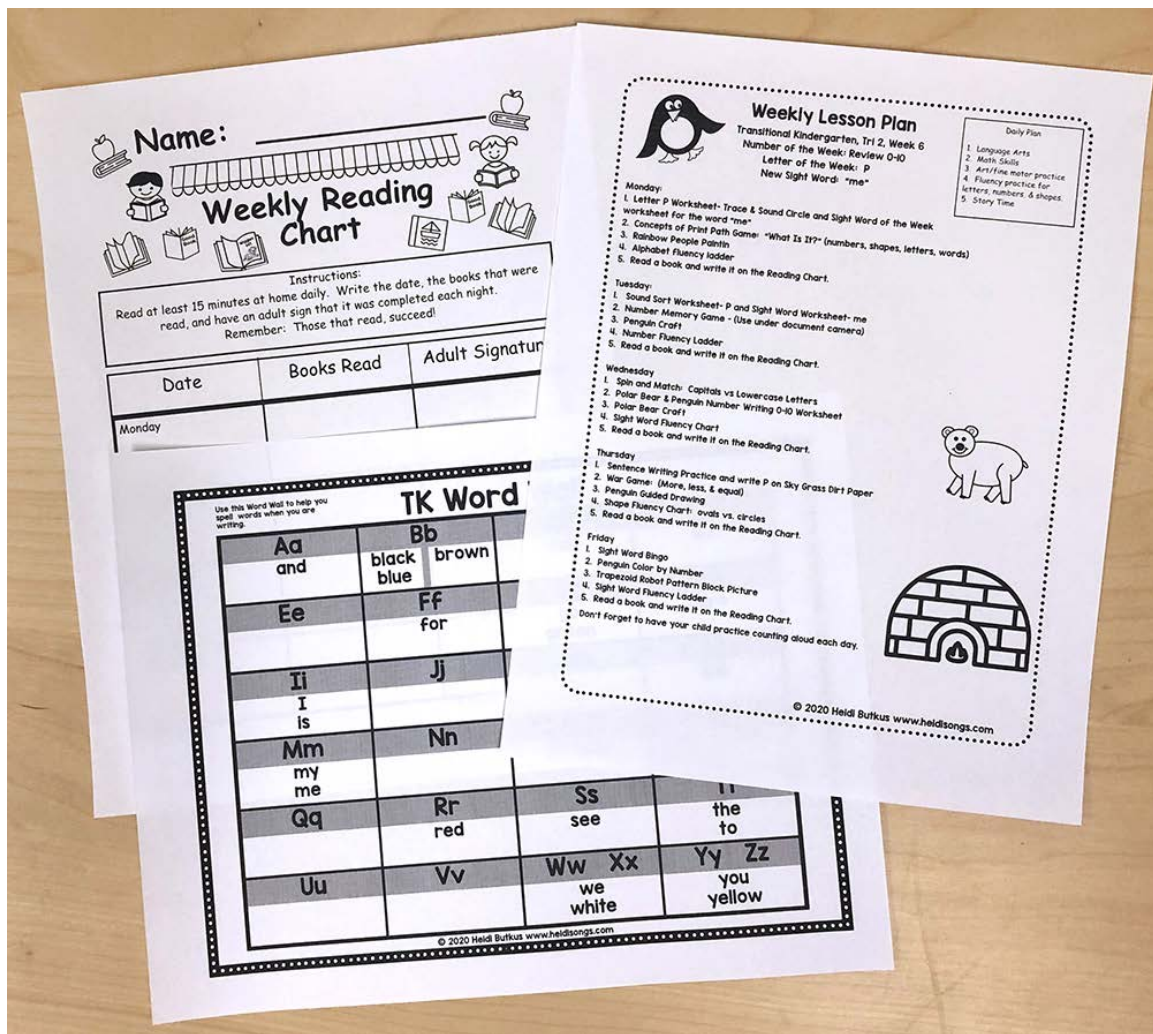 Name:
Weekly Reading
Chart
Instructions:
Read at least 15 minutes at home daily. Write the date, the books that were
read, and have an adult sign that it was completed each night.
Remember: Those that read, succeed!
Date
Books Read
Adult Signatur
Monday
Weekly Lesson Plan
Transitional Kindergarten, Tri 2, Week 6
Number of the Week: Review 0-10
Letter of the Week: P
New Sight Word: "me"
Daily Plan
1. Language Arts
2. Math Skills
3. Art/fine motor practice
4. Fluency practice for
letters, numbers, & shapes.
5. Story Time
Monday:
1. Letter P Worksheet- Trace & Sound Circle and Sight Word of the Week
worksheet for the word "me"
2. Concepts of Print Path Game: "What Is It?" (numbers, shapes, letters, words)
3. Rainbow People Paintin
4. Alphabet Fluency ladder
5. Read a book and write it on the Reading Chart.
Tuesday:
1. Sound Sort Worksheet- P and Sight Word Worksheet- me
2. Number Memory Game - (Use under document camera)
3. Penguin Craft
4. Number Fluency Ladder
5. Read a book and write it on the Reading Chart.
Wednesday
1. Spin and Match: Capitals vs Lowercase Letters
2. Polar Bear & Penguin Number Writing 0-10 Worksheet
3. Polar Bear Craft
4. Sight Word Fluency Chart
5. Read a book and write it on the Reading Chart.
Thursday
1. Sentence Writing Practice and write P on Sky Grass Dirt Paper
2. War Game: (More, less, & equal)
3. Penguin Guided Drawing
4. Shape Fluency Chart: ovals vs. circles
5. Read a book and write it on the Reading Chart.
Friday
1. Sight Word Bingo
2. Penguin Color by Number
3. Trapezoid Robot Pattern Block Picture
4. Sight Word Fluency Ladder
5. Read a book and write it on the Reading Chart.
Don't forget to have your child practice counting aloud each day.
© 2020 Heidi Butkus www.heidisongs.com
Use this Word Wall to help you
spell words when you are
writing.
TK Word
Aa
and
Bb
black brown
blue
Ee
Ff
for
Ii
I
is
Jj
Mm
my
me
Nn
Qq
Rr
red
Ss
see
the
to
Uu
Vv
Ww Xx
we
white
Yy Zz
you
yellow
© 2020 Heidi Butkus www.heidisongs.com